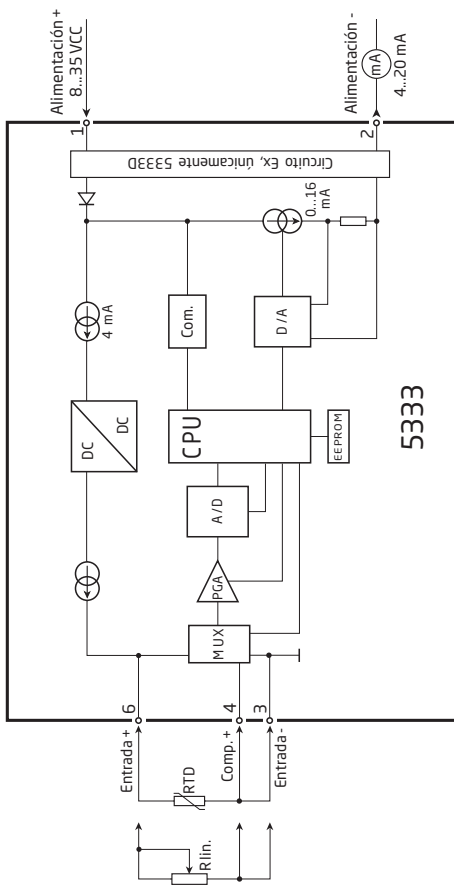 Alimentación +
8...35 VCC
Alimentación -
mA
4...20 mA
1
2
Circuito Ex, únicamente 5333D
0...16
mA
4 mA
Com.
D/A
DC
DC
CPU
EEPROM
A/D
PGA
MUX
5333
6
4
3
Entrada +
Comp. +
Entrada -
RTD
R lin.